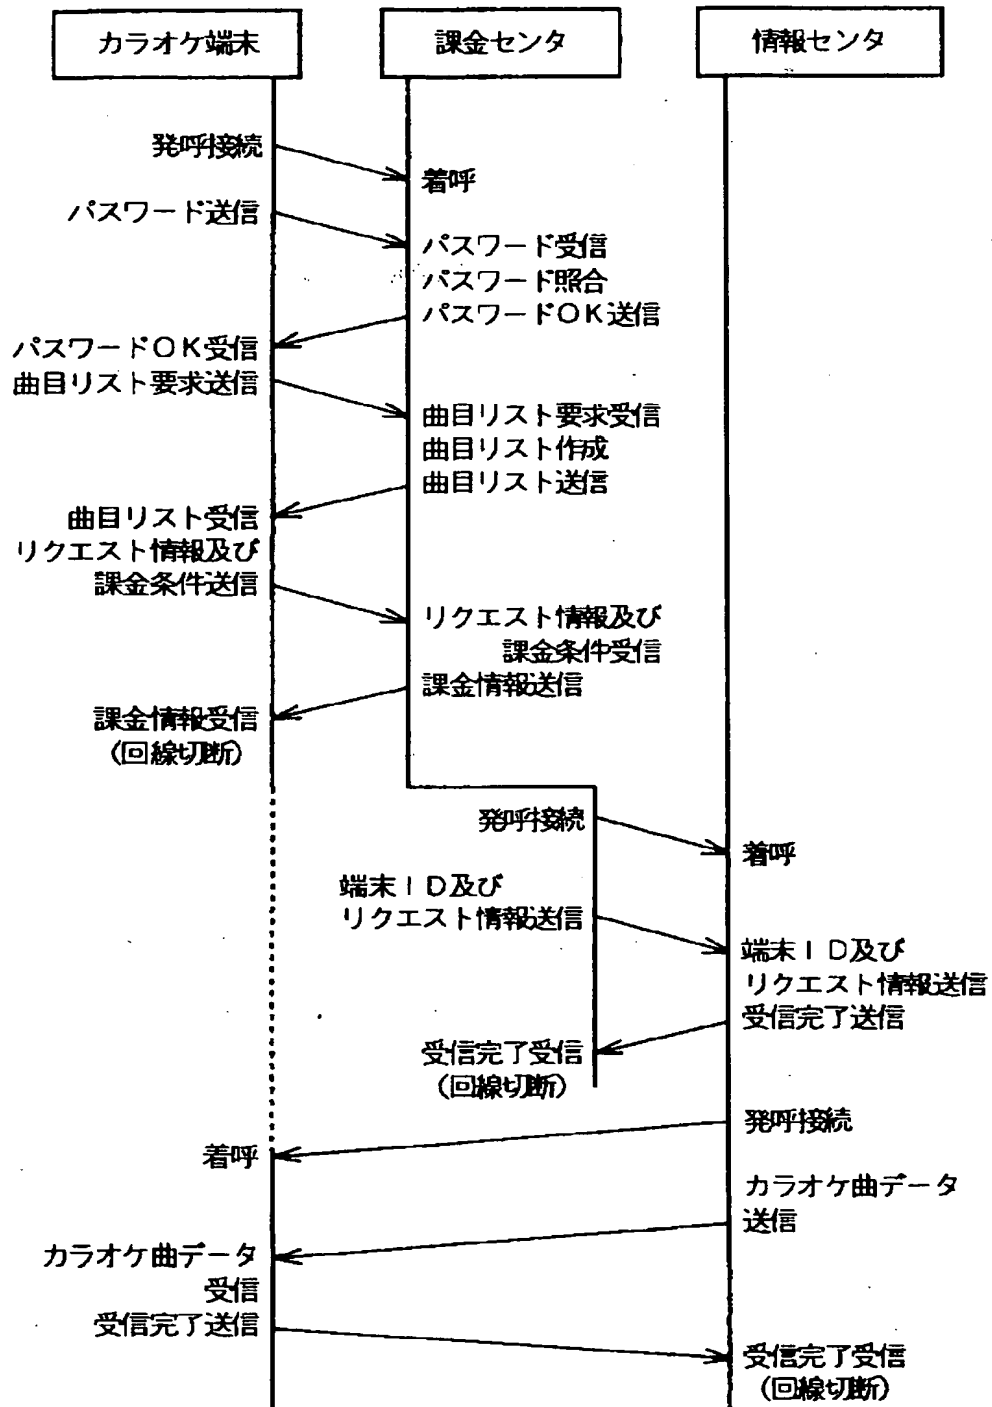 カラオケ端末
課金センタ
情報センタ
発呼接続
着呼
パスワード送信
パスワード受信
パスワード照合
パスワードOK送信
パスワードOK受信
曲目リスト要求送信
曲目リスト要求受信
曲目リスト作成
曲目リスト送信
曲目リスト受信
リクエスト情報及び
課金条件送信
リクエスト情報及び
課金条件受信
課金情報送信
課金情報受信
(回線切断)
発呼接続
着呼
端末ID及び
リクエスト情報送信
端末ID及び
リクエスト情報送信
受信完了送信
受信完了受信
(回線切断)
発呼接続
着呼
カラオケ曲データ
送信
カラオケ曲データ
受信
受信完了送信
受信完了受信
(回線切断)